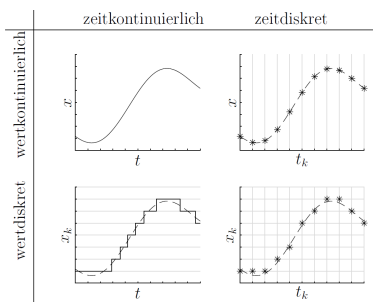 zeitkontinuierlich zeitdiskret
wertkontinuierlich
x
t
x
t_k
wertdiskret
x_k
t
x_k
t_k